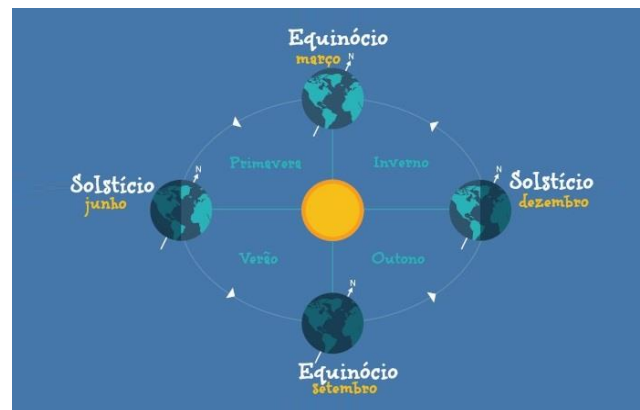 Equinócio
março
N
Primavera
Inverno
N
Solstício
junho
N
Solstício
dezembro
Verão
Outono
N
Equinócio
setembro